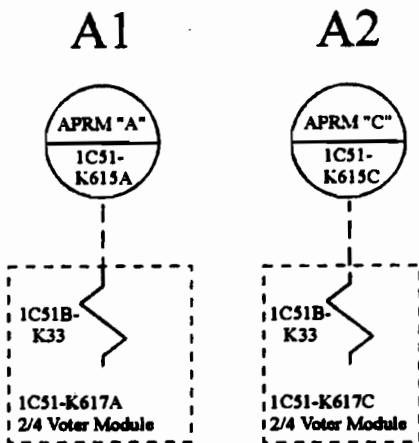 A1
A2
APRM "A"
1C51-
K615A
APRM "C"
1C51-
K615C
1C51B-
K33
1C51-K617A
2/4 Voter Module
1C51B-
K33
1C51-K617C
2/4 Voter Module